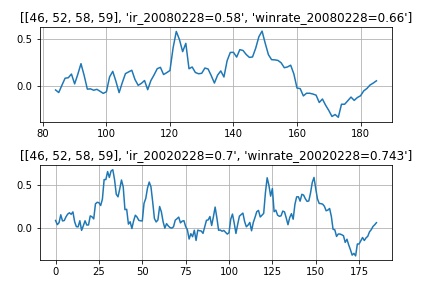 [[46, 52, 58, 59], 'ir_20080228=0.58', 'winrate_20080228=0.66']
0.5
0.0
80 100 120 140 160 180
[[46, 52, 58, 59], 'ir_20020228=0.7', 'winrate_20020228=0.743']
0.5
0.0
0 25 50 75 100 125 150 175